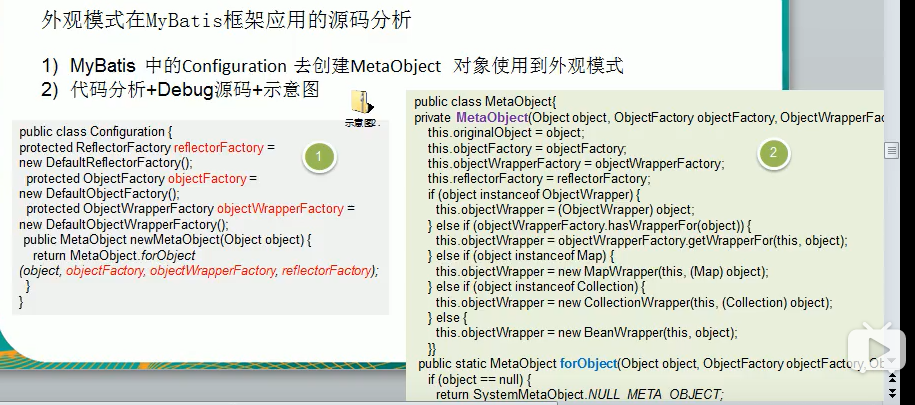 外观模式在MyBatis框架应用的源码分析
1) MyBatis 中的Configuration 去创建MetaObject 对象使用到外观模式
2) 代码分析+Debug源码+示意图
示意图2.
public class Configuration {
protected ReflectorFactory reflectorFactory =
new DefaultReflectorFactory();
protected ObjectFactory objectFactory =
new DefaultObjectFactory();
protected ObjectWrapperFactory objectWrapperFactory =
new DefaultObjectWrapperFactory();
public MetaObject newMetaObject(Object object) {
return MetaObject.forObject
(object, objectFactory, objectWrapperFactory, reflectorFactory);
}
}
1
public class MetaObject{
private MetaObject(Object object, ObjectFactory objectFactory, ObjectWrapperFac
this.originalObject = object;
this.objectFactory = objectFactory;
this.objectWrapperFactory = objectWrapperFactory;
this.reflectorFactory = reflectorFactory;
if (object instanceof ObjectWrapper) {
this.objectWrapper = (ObjectWrapper) object;
} else if (objectWrapperFactory.hasWrapperFor(object)) {
this.objectWrapper = objectWrapperFactory.getWrapperFor(this, object);
} else if (object instanceof Map) {
this.objectWrapper = new MapWrapper(this, (Map) object);
} else if (object instanceof Collection) {
this.objectWrapper = new CollectionWrapper(this, (Collection) object);
} else {
this.objectWrapper = new BeanWrapper(this, object);
}}
public static MetaObject forObject(Object object, ObjectFactory objectFactory, Ob
if (object == null) {
return SystemMetaObject.NULL_META_OBJECT;
2